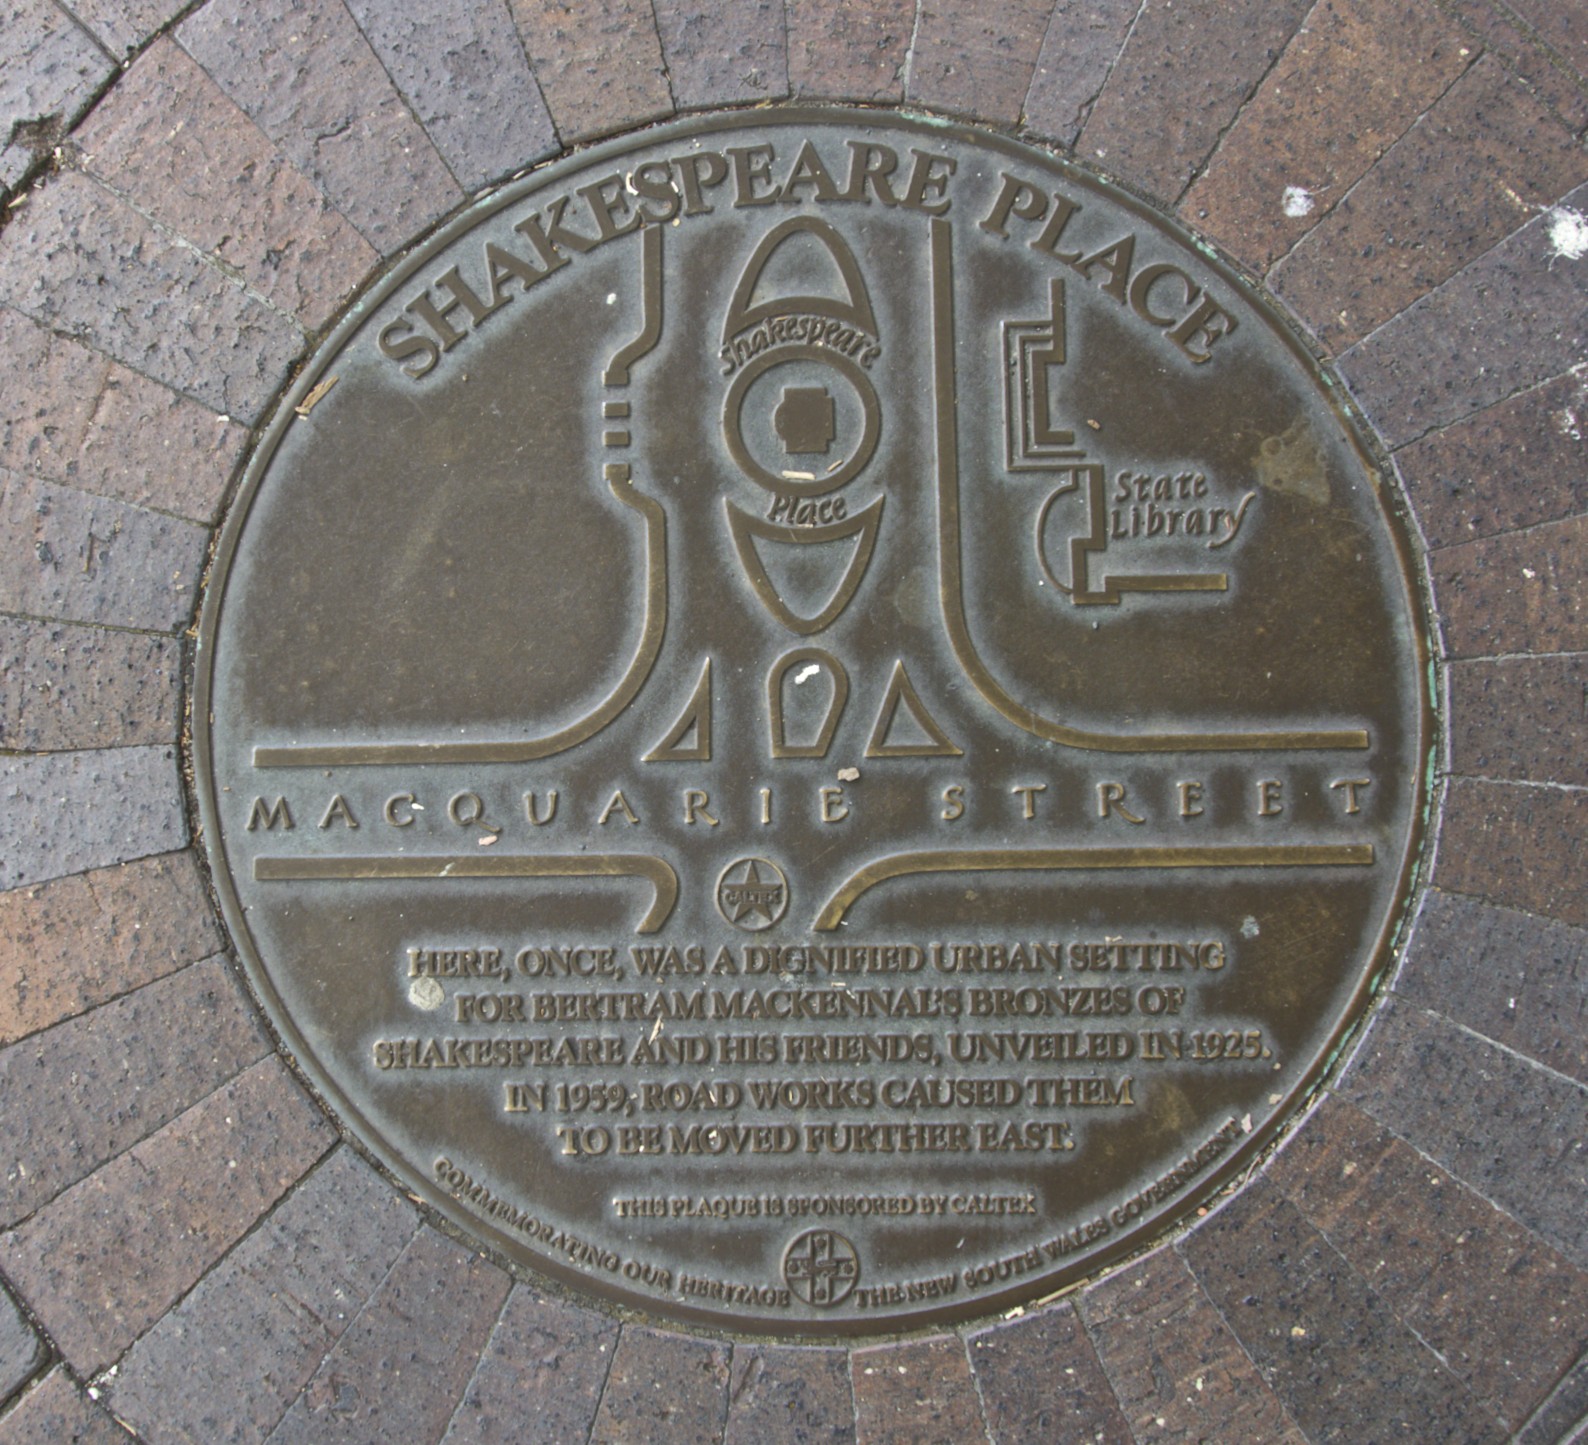 SHAKESPEARE PLACE
Shakespeare
Place
State
Library
MACQUARIE STREET
CALTEX
HERE, ONCE, WAS A DIGNIFIED URBAN SETTING
FOR BERTRAM MACKENNAL'S BRONZES OF
SHAKESPEARE AND HIS FRIENDS, UNVEILED IN 1925.
IN 1959, ROAD WORKS CAUSED THEM
TO BE MOVED FURTHER EAST.
THIS PLAQUE IS SPONSORED BY CALTEX
COMMEMORATING OUR HERITAGE THE NEW SOUTH WALES GOVERNMENT